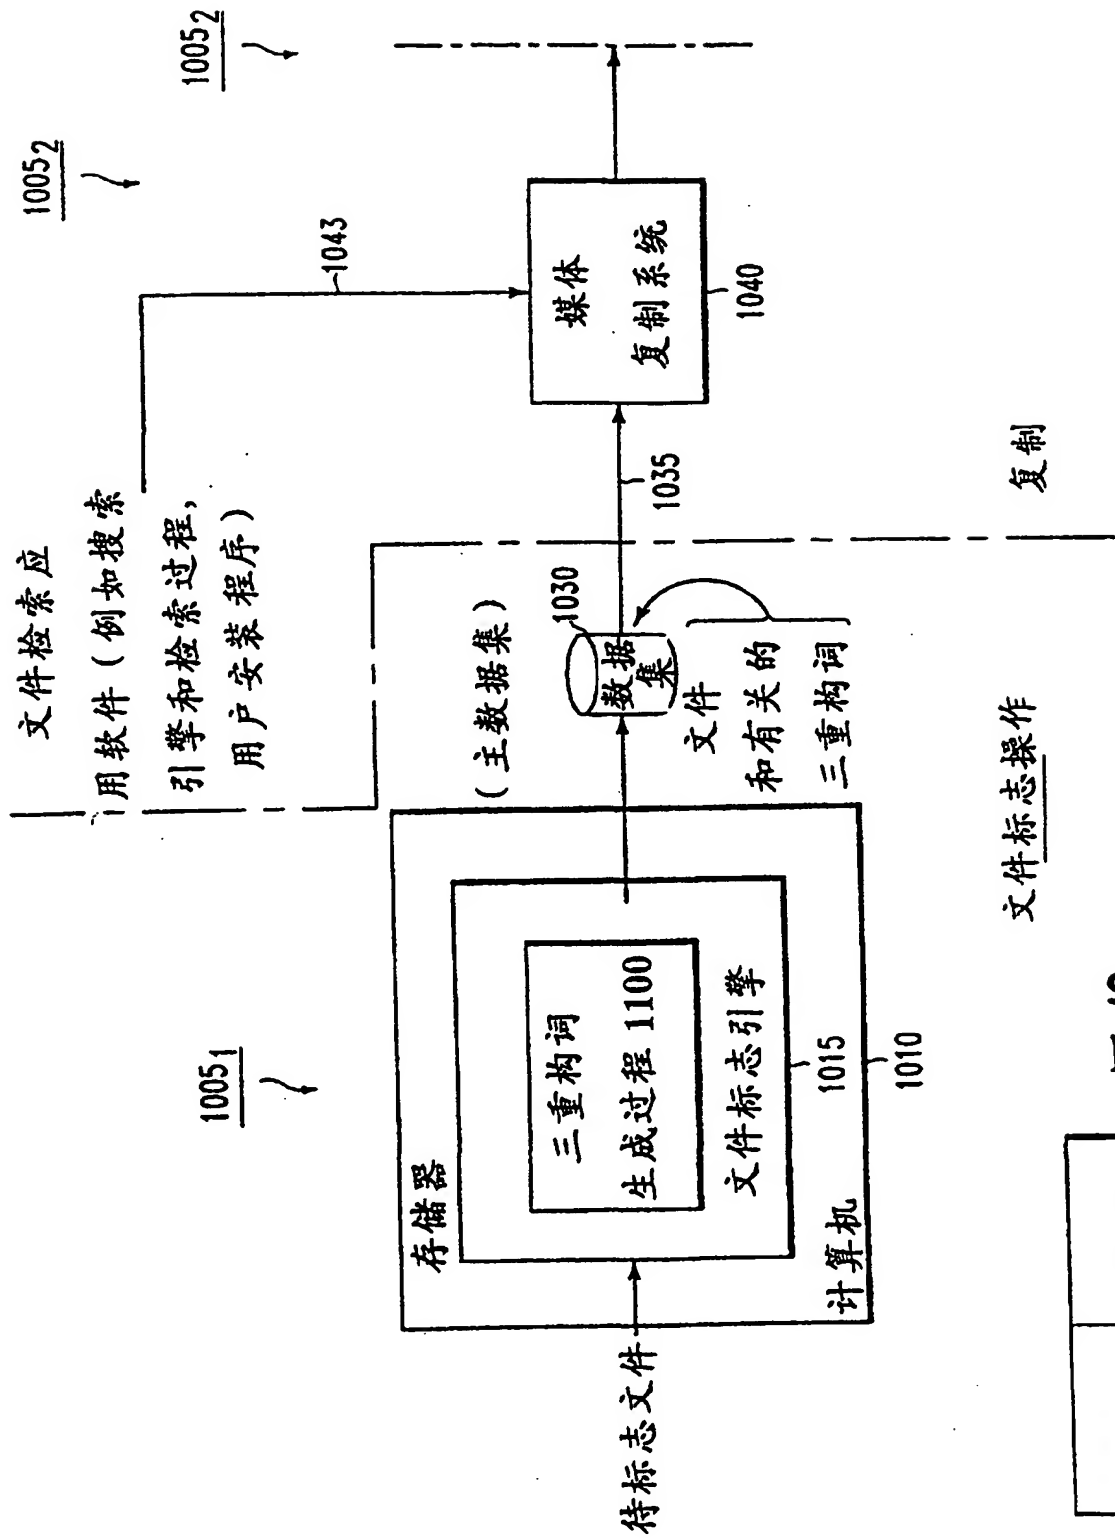 1005₂
1005₂
文件检索应
用软件（例如搜索
引擎和检索过程，
用户安装程序）
1043
媒体
复制系统
1040
1035
复制
（主数据集）
1030
数据
集
文件
和有关的
三重构词
文件标志操作
1005₁
存储器
三重构词
生成过程 1100
文件标志引擎
1015
计算机
1010
待标志文件